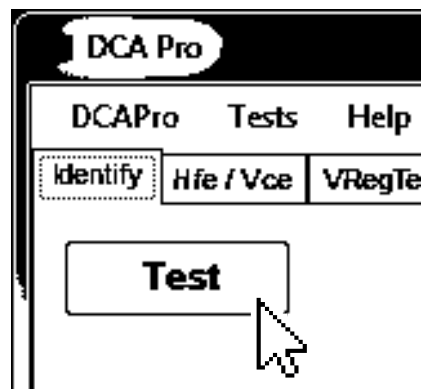 DCA Pro
DCAPro Tests Help
Identify Hfe / Vce VRegTe
Test